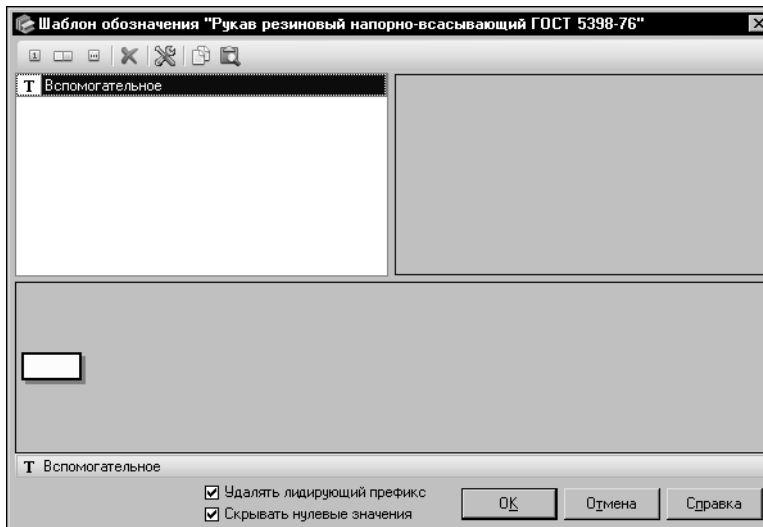 Шаблон обозначения "Рукав резиновый напорно-всасывающий ГОСТ 5398-76"
T Вспомогательное
T Вспомогательное
Удалять лидирующий префикс
Скрывать нулевые значения
OK
Отмена
Справка